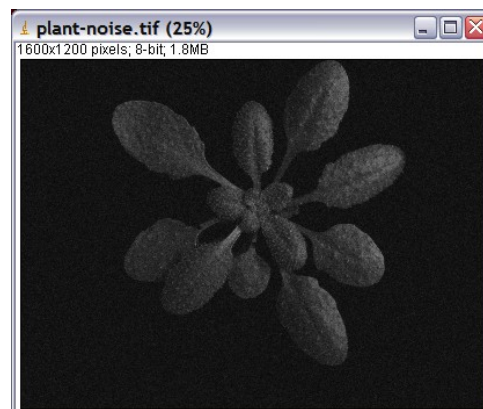 plant-noise.tif (25%)
1600x1200 pixels; 8-bit; 1.8MB